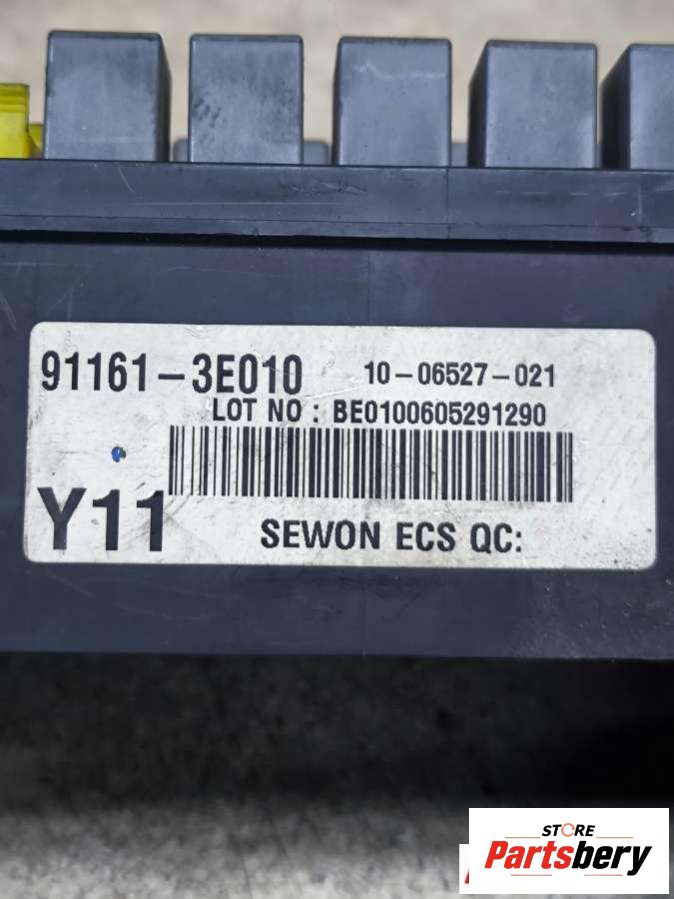 91161-3E010 10-06527-021
LOT NO : BE0100605291290
Y11
SEWON ECS QC:
STORE
Partsbery